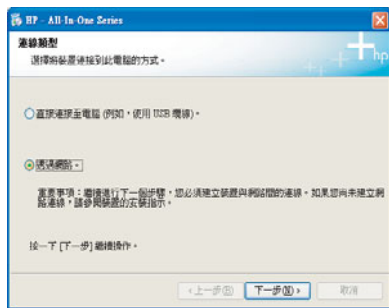 HP - All-In-One Series
連線類型
選擇將裝置連接到此電腦的方式。
hp
直接連接至電腦 (例如，使用 USB 纜線)。
透過網路。
重要事項：繼續進行下一個步驟，您必須建立裝置與網路間的連線。如果您尚未建立網
路連線，請參閱裝置的安裝指示。
按一下 [下一步] 繼續操作。
<上一步(B) 下一步(N)> 取消